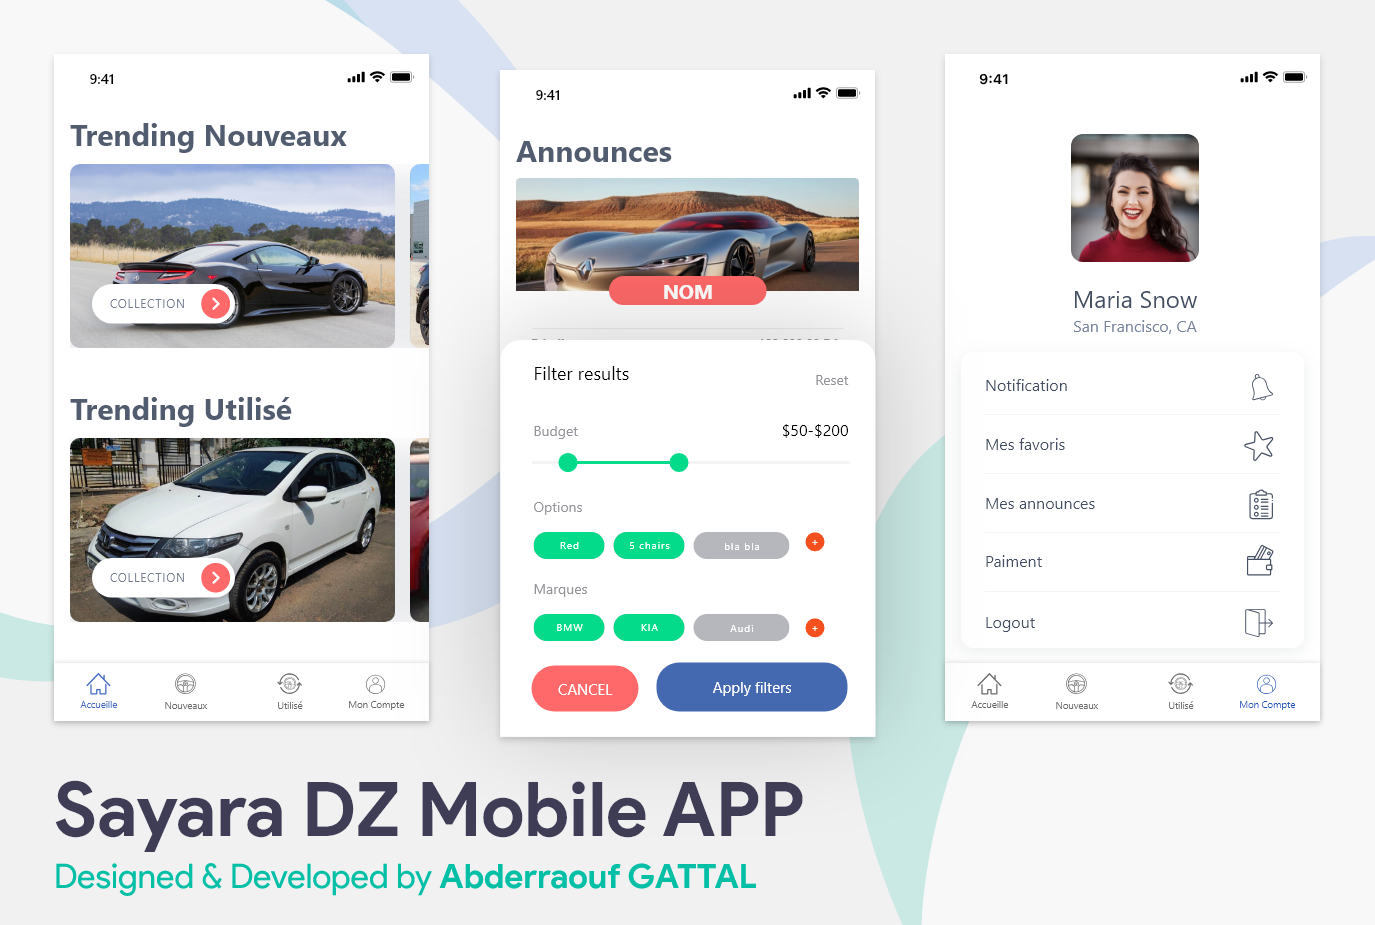 9:41
Trending Nouveaux
COLLECTION
Trending Utilisé
COLLECTION
Accueille
Nouveaux
Utilisé
Mon Compte
9:41
Announces
NOM
Filter results
Reset
Budget
$50-$200
Options
Red
5 chairs
bla bla
+
Marques
BMW
KIA
Audi
+
CANCEL
Apply filters
9:41
Maria Snow
San Francisco, CA
Notification
Mes favoris
Mes announces
Paiment
Logout
Accueille
Nouveaux
Utilisé
Mon Compte
Sayara DZ Mobile APP
Designed & Developed by Abderraouf GATTAL